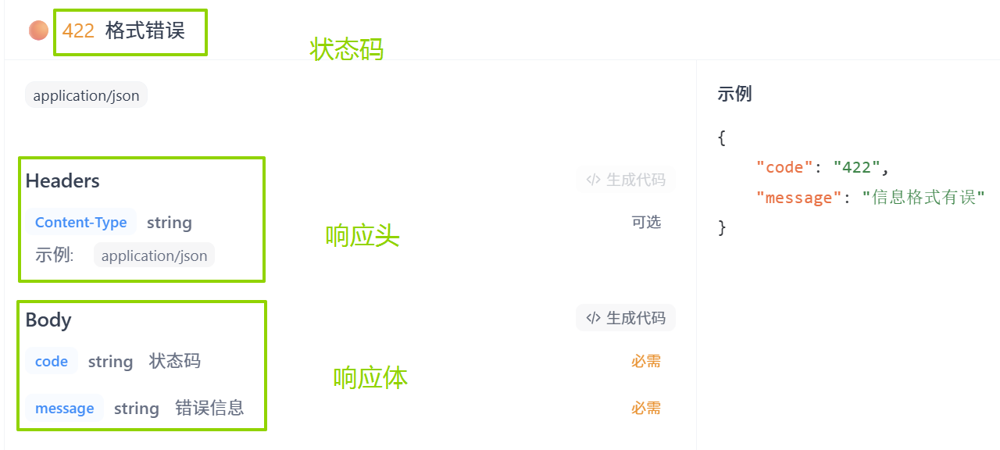 422 格式错误
状态码
application/json
示例
{
"code": "422",
"message": "信息格式有误"
}
Headers
</> 生成代码
Content-Type string
可选
示例: application/json
响应头
Body
</> 生成代码
code string 状态码
必需
响应体
message string 错误信息
必需